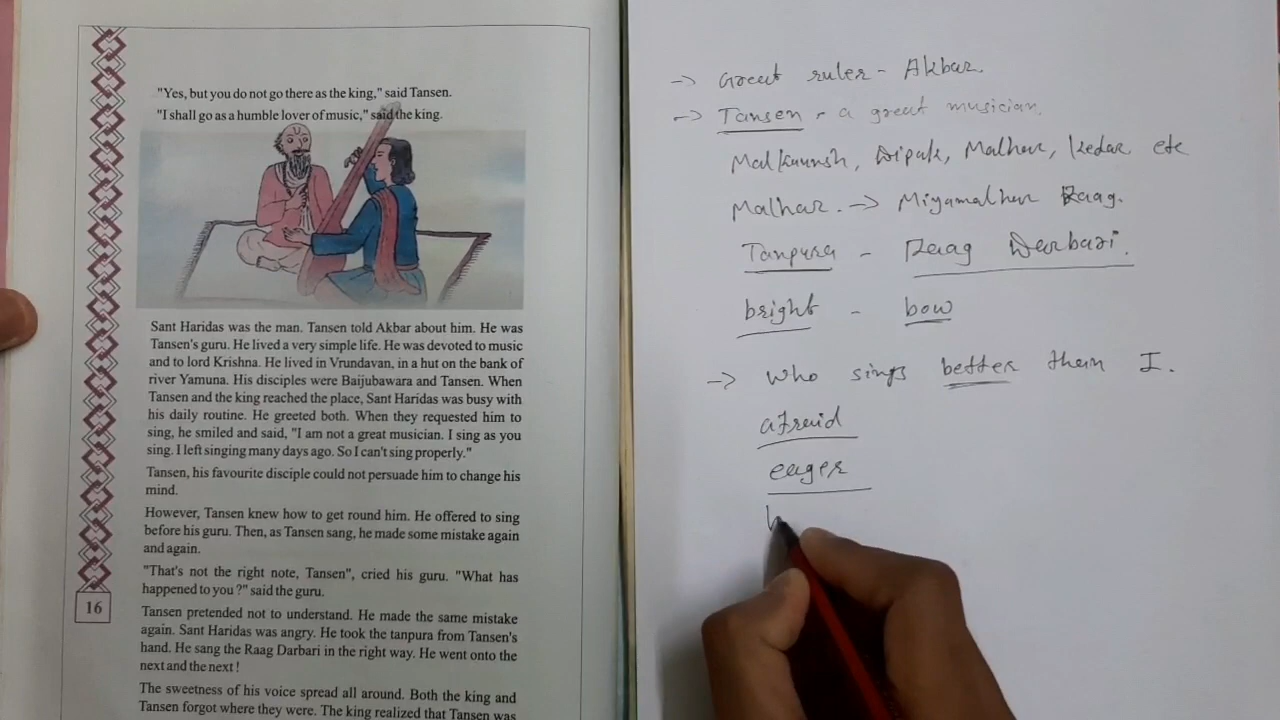 "Yes, but you do not go there as the king," said Tansen.
"I shall go as a humble lover of music," said the king.
Sant Haridas was the man. Tansen told Akbar about him. He was
Tansen's guru. He lived a very simple life. He was devoted to music
and to lord Krishna. He lived in Vrundavan, in a hut on the bank of
river Yamuna. His disciples were Baijubawara and Tansen. When
Tansen and the king reached the place, Sant Haridas was busy with
his daily routine. He greeted both. When they requested him to
sing, he smiled and said, "I am not a great musician. I sing as you
sing. I left singing many days ago. So I can't sing properly."
Tansen, his favourite disciple could not persuade him to change his
mind.
However, Tansen knew how to get round him. He offered to sing
before his guru. Then, as Tansen sang, he made some mistake again
and again.
"That's not the right note, Tansen", cried his guru. "What has
happened to you ?" said the guru.
Tansen pretended not to understand. He made the same mistake
again. Sant Haridas was angry. He took the tanpura from Tansen's
hand. He sang the Raag Darbari in the right way. He went onto the
next and the next !
The sweetness of his voice spread all around. Both the king and
Tansen forgot where they were. The king realized that Tansen was
16
→ Great ruler - Akbar.
→ Tansen - a great musician.
Malkaunsh, Dipak, Malhar, Kedar etc
Malhar. → Miyamalhar Raag.
Tanpura - Raag Darbari.
bright - bow
→ Who sings better than I.
afraid
eager